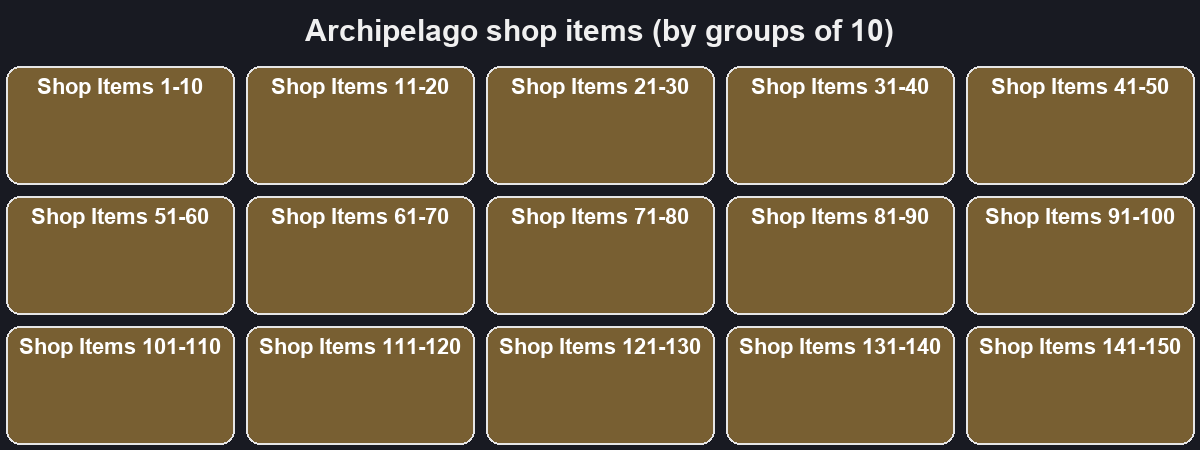 Archipelago shop items (by groups of 10)
Shop Items 1-10
Shop Items 11-20
Shop Items 21-30
Shop Items 31-40
Shop Items 41-50
Shop Items 51-60
Shop Items 61-70
Shop Items 71-80
Shop Items 81-90
Shop Items 91-100
Shop Items 101-110
Shop Items 111-120
Shop Items 121-130
Shop Items 131-140
Shop Items 141-150